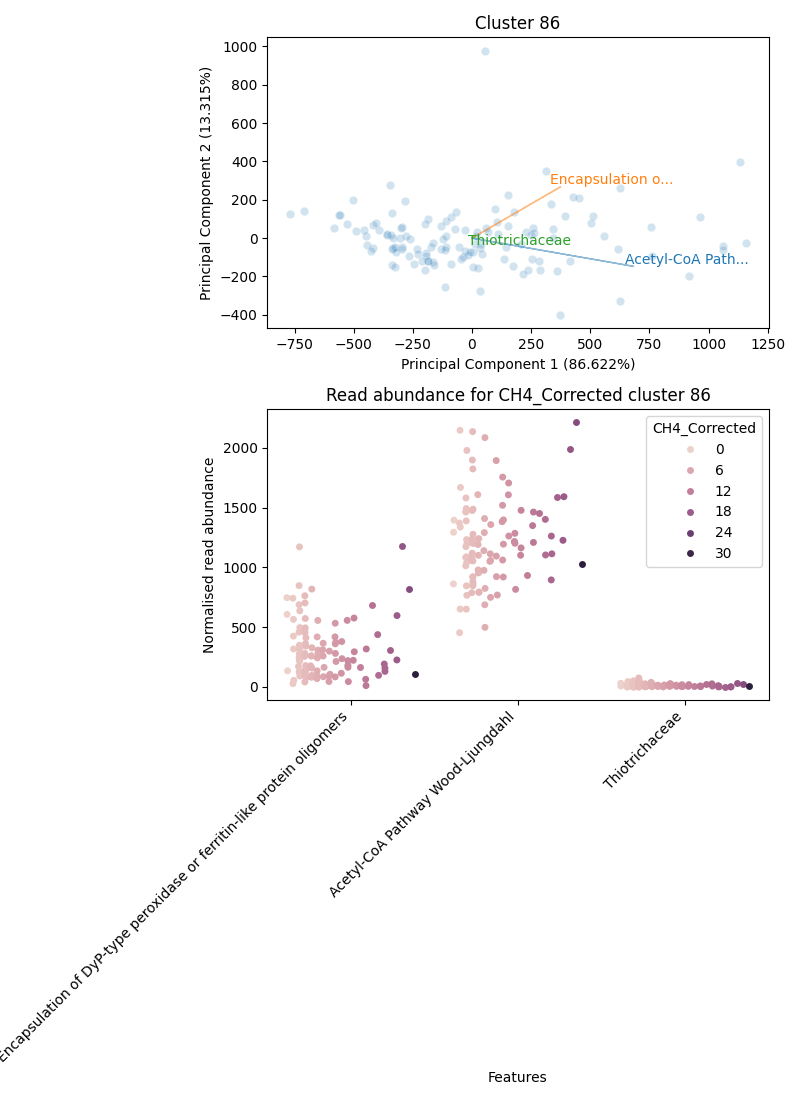 Cluster 86
1000
800
600
400
200
0
−200
−400
Principal Component 2 (13.315%)
Encapsulation o...
Thiotrichaceae
Acetyl-CoA Path...
−750 −500 −250 0 250 500 750 1000 1250
Principal Component 1 (86.622%)
Read abundance for CH4_Corrected cluster 86
2000
1500
1000
500
0
Normalised read abundance
CH4_Corrected
0
6
12
18
24
30
Encapsulation of DyP-type peroxidase or ferritin-like protein oligomers
Acetyl-CoA Pathway Wood-Ljungdahl
Thiotrichaceae
Features